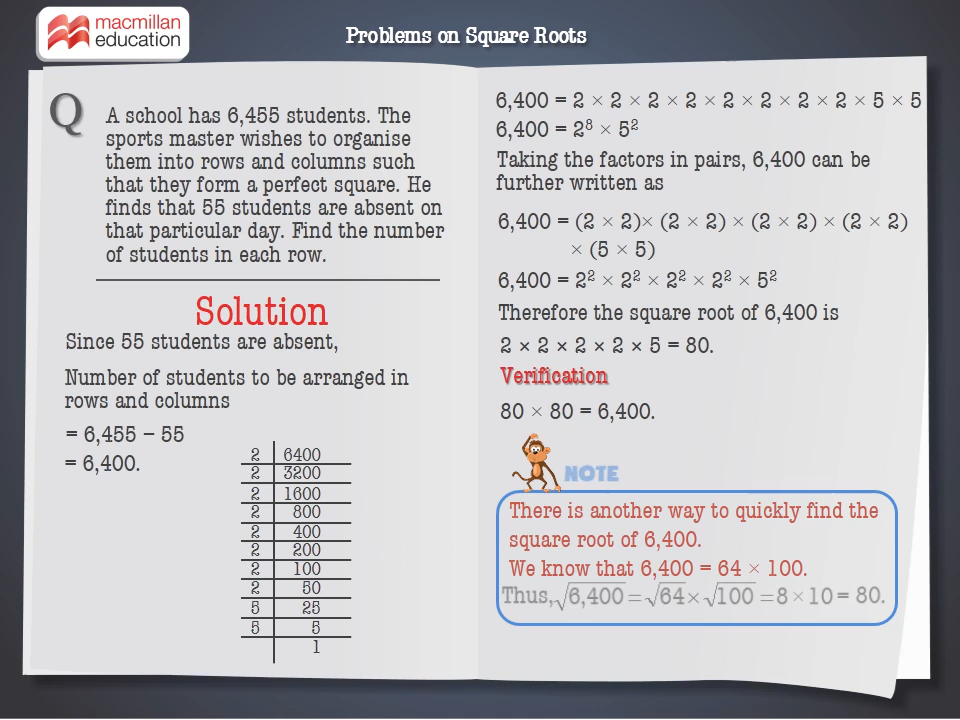 macmillan
education
Problems on Square Roots
Q
A school has 6,455 students. The
sports master wishes to organise
them into rows and columns such
that they form a perfect square. He
finds that 55 students are absent on
that particular day. Find the number
of students in each row.
Solution
Since 55 students are absent,
Number of students to be arranged in
rows and columns
= 6,455 – 55
= 6,400.
2 6400
2 3200
2 1600
2 800
2 400
2 200
2 100
2 50
5 25
5 5
1
6,400 = 2 × 2 × 2 × 2 × 2 × 2 × 2 × 2 × 5 × 5
6,400 = 2⁸ × 5²
Taking the factors in pairs, 6,400 can be
further written as
6,400 = (2 × 2)× (2 × 2) × (2 × 2) × (2 × 2)
× (5 × 5)
6,400 = 2² × 2² × 2² × 2² × 5²
Therefore the square root of 6,400 is
2 × 2 × 2 × 2 × 5 = 80.
Verification
80 × 80 = 6,400.
NOTE
There is another way to quickly find the
square root of 6,400.
We know that 6,400 = 64 × 100.
Thus, √6,400 = √64 × √100 = 8 × 10 = 80.